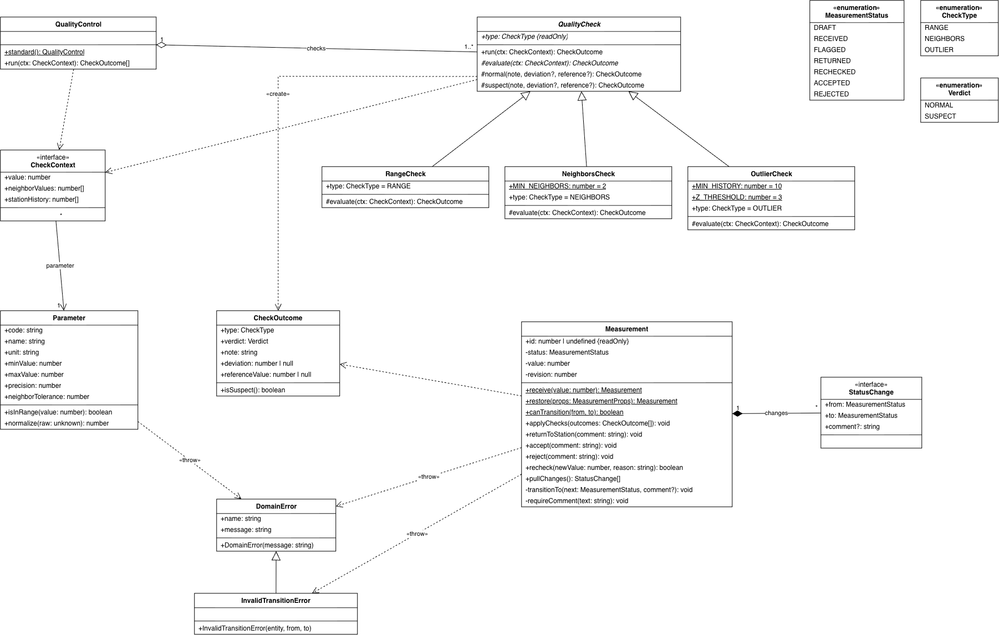 QualityControl
+standard(): QualityControl
+run(ctx: CheckContext): CheckOutcome[]
1
checks
1..*
QualityCheck
+type: CheckType {readOnly}
+run(ctx: CheckContext): CheckOutcome
#evaluate(ctx: CheckContext): CheckOutcome
#normal(note, deviation?, reference?): CheckOutcome
#suspect(note, deviation?, reference?): CheckOutcome
«enumeration»
MeasurementStatus
DRAFT
RECEIVED
FLAGGED
RETURNED
RECHECKED
ACCEPTED
REJECTED
«enumeration»
CheckType
RANGE
NEIGHBORS
OUTLIER
«enumeration»
Verdict
NORMAL
SUSPECT
«create»
«interface»
CheckContext
+value: number
+neighborValues: number[]
+stationHistory: number[]
*
parameter
1
RangeCheck
+type: CheckType = RANGE
#evaluate(ctx: CheckContext): CheckOutcome
NeighborsCheck
+MIN_NEIGHBORS: number = 2
+type: CheckType = NEIGHBORS
#evaluate(ctx: CheckContext): CheckOutcome
OutlierCheck
+MIN_HISTORY: number = 10
+Z_THRESHOLD: number = 3
+type: CheckType = OUTLIER
#evaluate(ctx: CheckContext): CheckOutcome
Parameter
+code: string
+name: string
+unit: string
+minValue: number
+maxValue: number
+precision: number
+neighborTolerance: number
+isInRange(value: number): boolean
+normalize(raw: unknown): number
CheckOutcome
+type: CheckType
+verdict: Verdict
+note: string
+deviation: number | null
+referenceValue: number | null
+isSuspect(): boolean
Measurement
+id: number | undefined {readOnly}
-status: MeasurementStatus
-value: number
-revision: number
+receive(value: number): Measurement
+restore(props: MeasurementProps): Measurement
+canTransition(from, to): boolean
+applyChecks(outcomes: CheckOutcome[]): void
+returnToStation(comment: string): void
+accept(comment: string): void
+reject(comment: string): void
+recheck(newValue: number, reason: string): boolean
+pullChanges(): StatusChange[]
-transitionTo(next: MeasurementStatus, comment?): void
-requireComment(text: string): void
1
changes
*
«interface»
StatusChange
+from: MeasurementStatus
+to: MeasurementStatus
+comment?: string
«throw»
«throw»
«throw»
DomainError
+name: string
+message: string
+DomainError(message: string)
InvalidTransitionError
+InvalidTransitionError(entity, from, to)